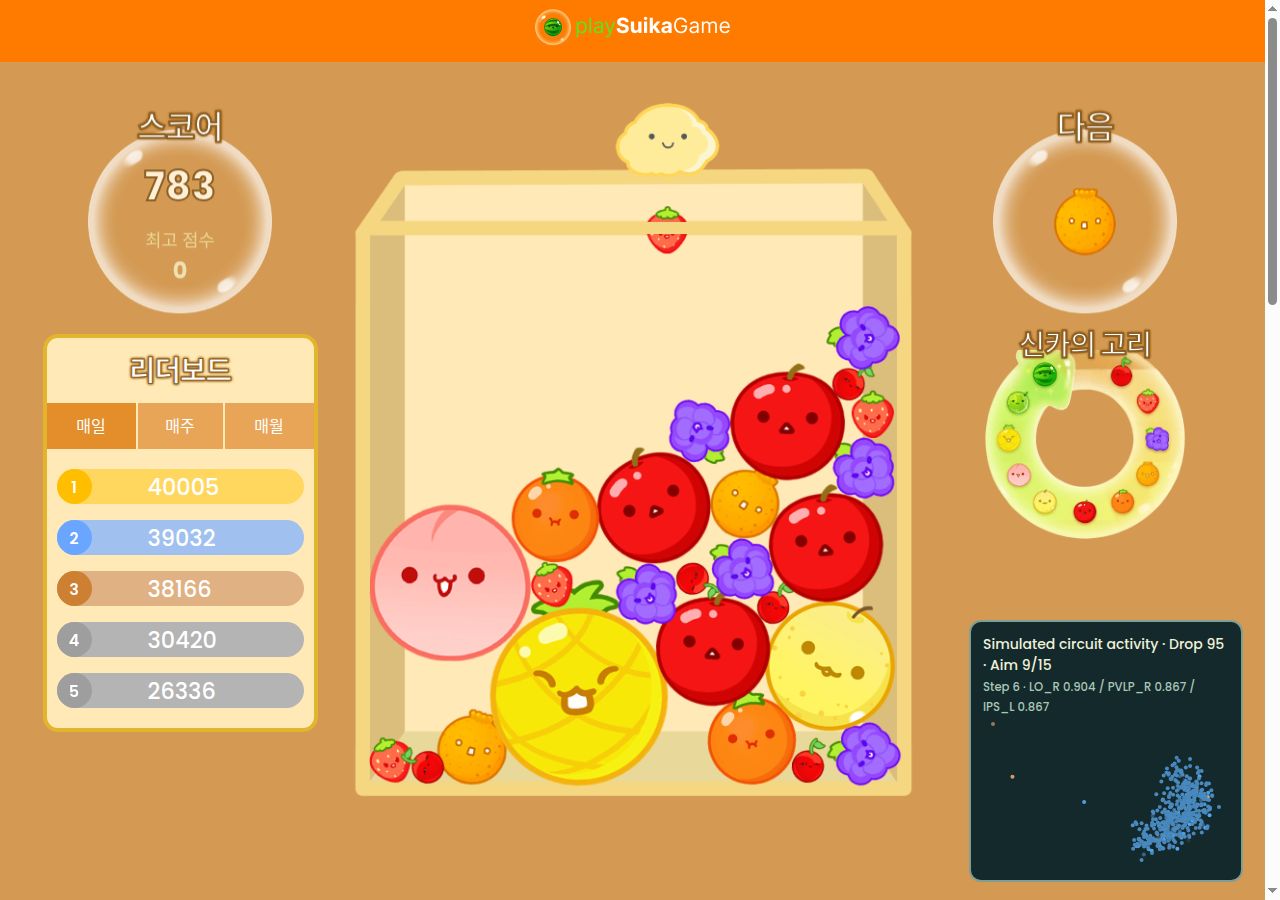 playSuikaGame
스코어
783
최고 점수
0
리더보드
매일 매주 매월
1 40005
2 39032
3 38166
4 30420
5 26336
다음
신카의 고리
Simulated circuit activity · Drop 95
· Aim 9/15
Step 6 · LO_R 0.904 / PVLP_R 0.867 /
IPS_L 0.867